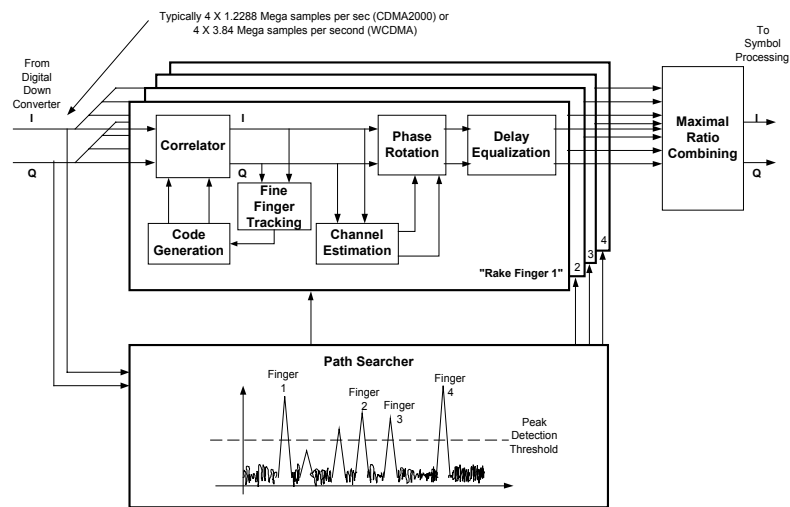 Typically 4 X 1.2288 Mega samples per sec (CDMA2000) or
4 X 3.84 Mega samples per second (WCDMA)
From
Digital
Down
Converter
To
Symbol
Processing
I
Q
Correlator
I
Q
Phase
Rotation
Delay
Equalization
Maximal
Ratio
Combining
I
Q
Fine
Finger
Tracking
Code
Generation
Channel
Estimation
"Rake Finger 1"
2
3
4
Path Searcher
Finger
1
Finger
2
Finger
3
Finger
4
Peak
Detection
Threshold